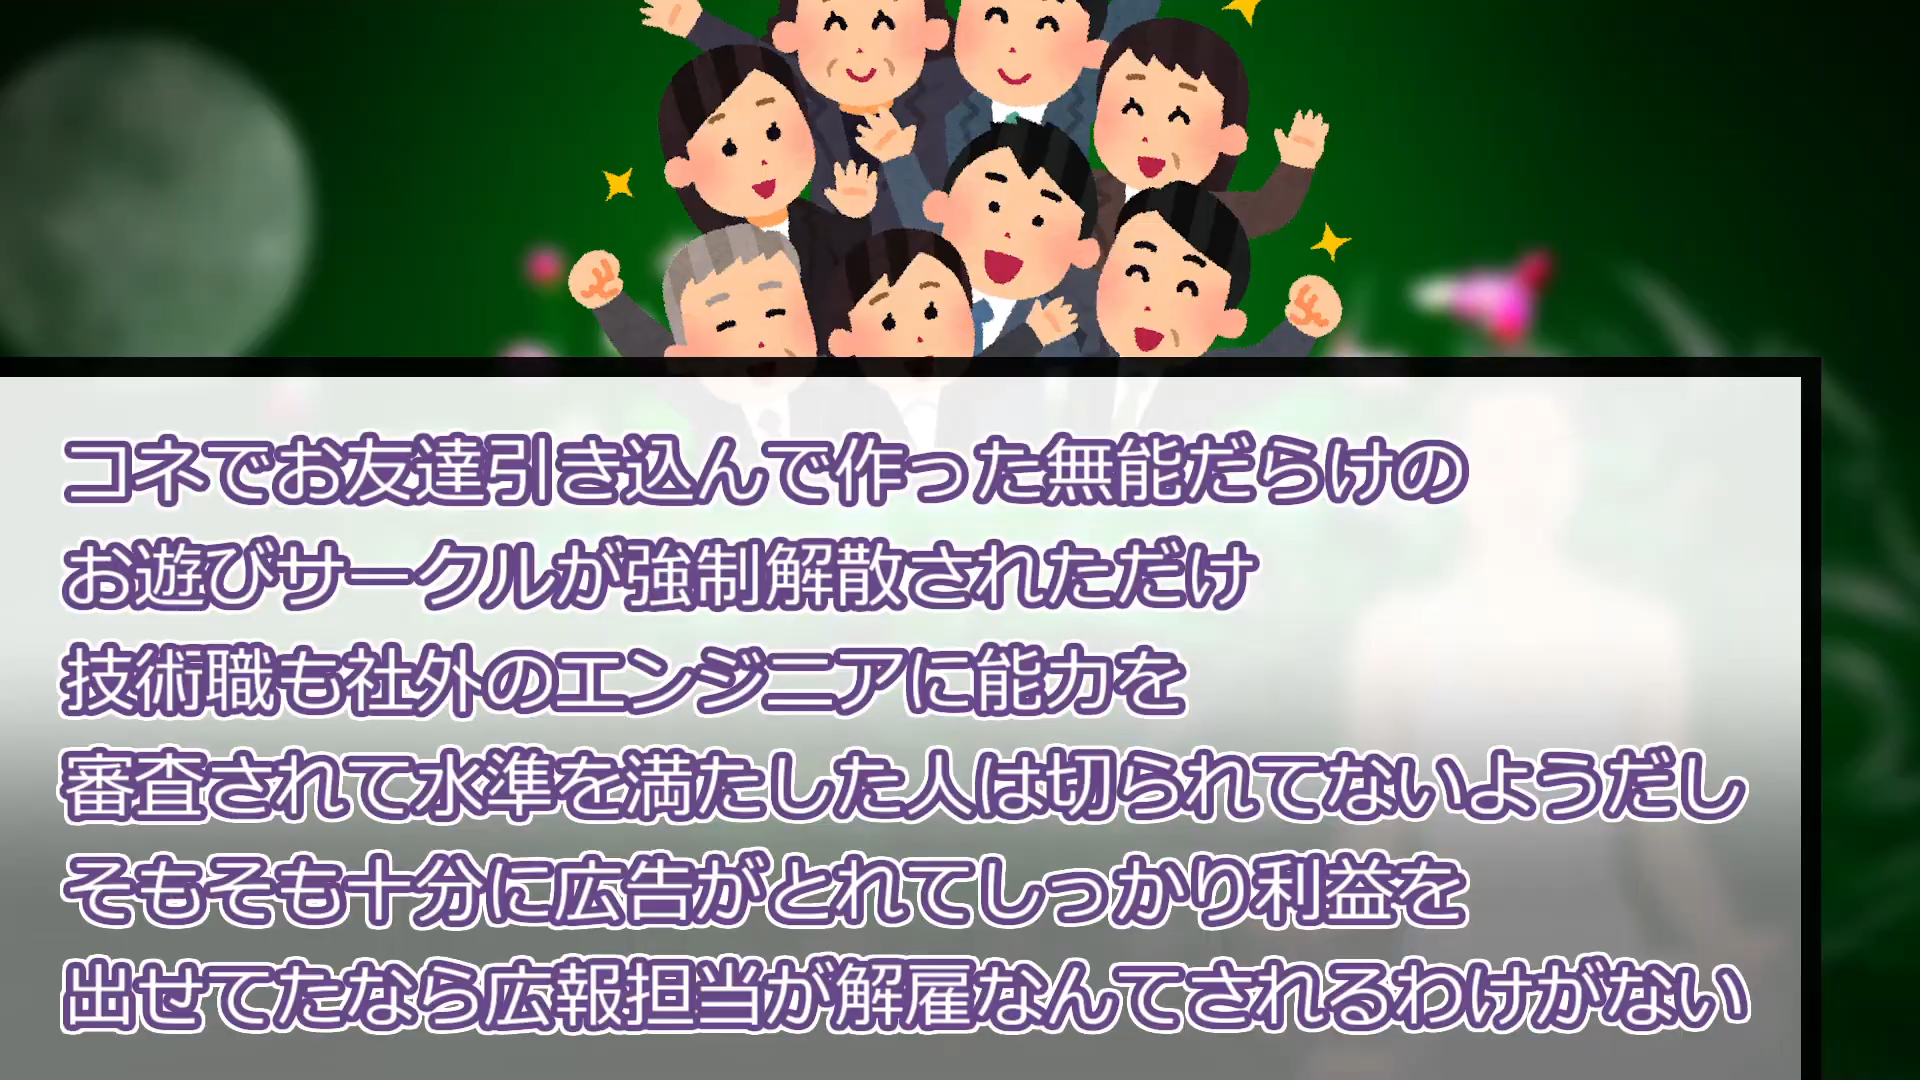 コネでお友達引き込んで作った無能だらけの
お遊びサークルが強制解散されただけ
技術職も社外のエンジニアに能力を
審査されて水準を満たした人は切られてないようだし
そもそも十分に広告がとれてしっかり利益を
出せてたなら広報担当が解雇なんてされるわけがない